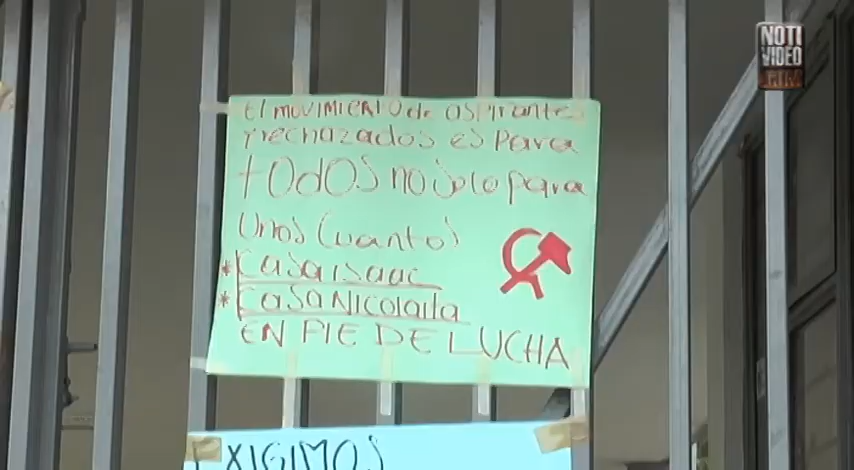 NOTI
VIDEO
El MOVIMIENtO de aspirantes
y rechazados es para
tOdOS no solo para
Unos Cuantos
*Casa isaac
*Casa Nicolaita
EN PIE DE LUCHA
EXIGIMOS